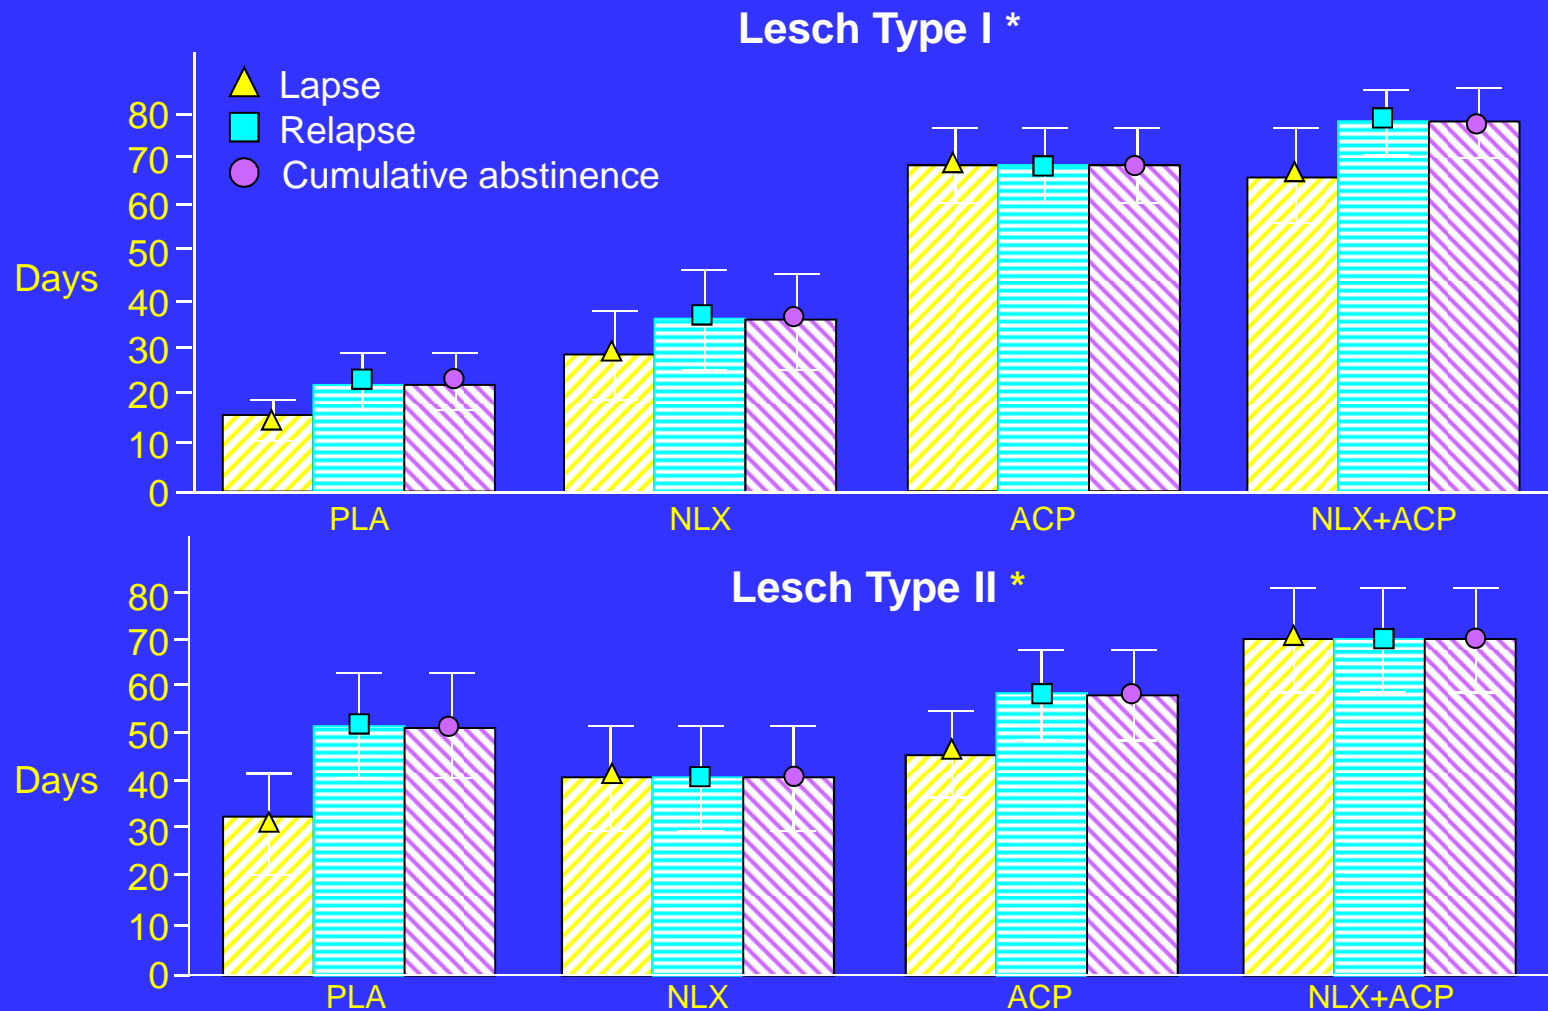 Lesch Type I *
Lapse
Relapse
Cumulative abstinence
80
70
60
50
Days
40
30
20
10
0
PLA NLX ACP NLX+ACP
Lesch Type II *
80
70
60
50
Days
40
30
20
10
0
PLA NLX ACP NLX+ACP